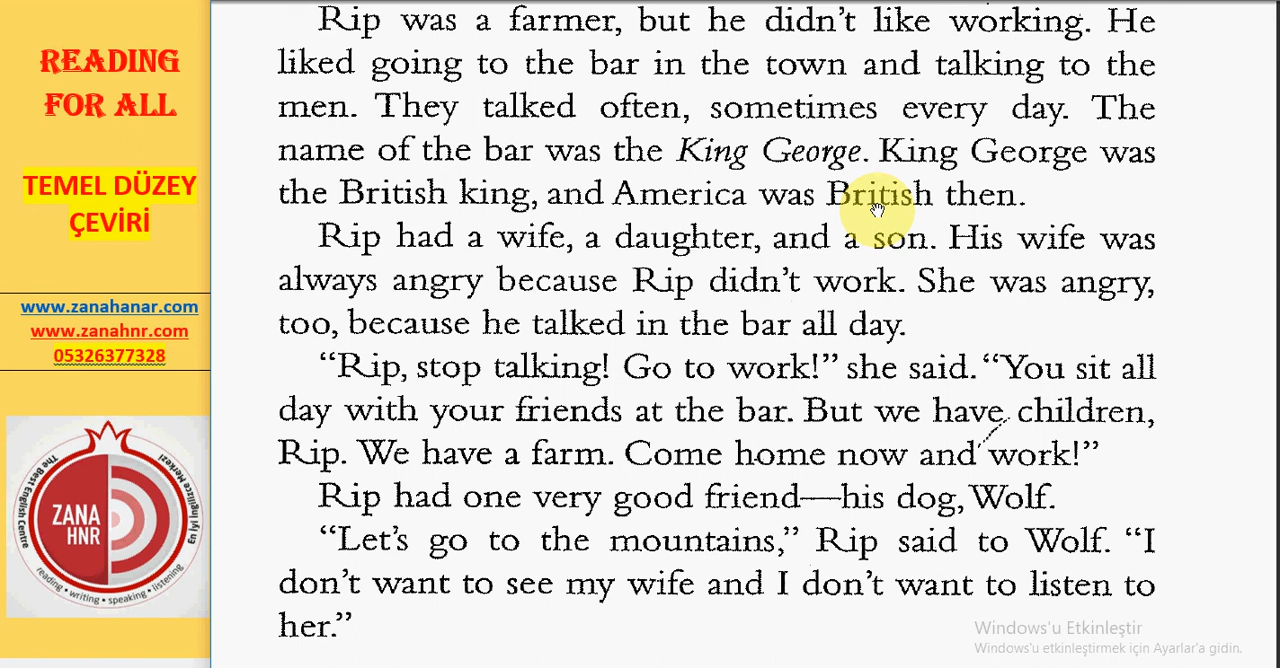 READING
FOR ALL
TEMEL DÜZEY
ÇEVİRİ
www.zanahanar.com
www.zanahnr.com
05326377328
The Best English Centre
En İyi İngilizce Merkezi
ZANA
HNR
reading • writing • speaking • listening
Rip was a farmer, but he didn't like working. He
liked going to the bar in the town and talking to the
men. They talked often, sometimes every day. The
name of the bar was the King George. King George was
the British king, and America was British then.
Rip had a wife, a daughter, and a son. His wife was
always angry because Rip didn't work. She was angry,
too, because he talked in the bar all day.
“Rip, stop talking! Go to work!” she said. “You sit all
day with your friends at the bar. But we have children,
Rip. We have a farm. Come home now and work!”
Rip had one very good friend—his dog, Wolf.
“Let's go to the mountains,” Rip said to Wolf. “I
don't want to see my wife and I don't want to listen to
her.”
Windows'u Etkinleştir
Windows'u etkinleştirmek için Ayarlar'a gidin.